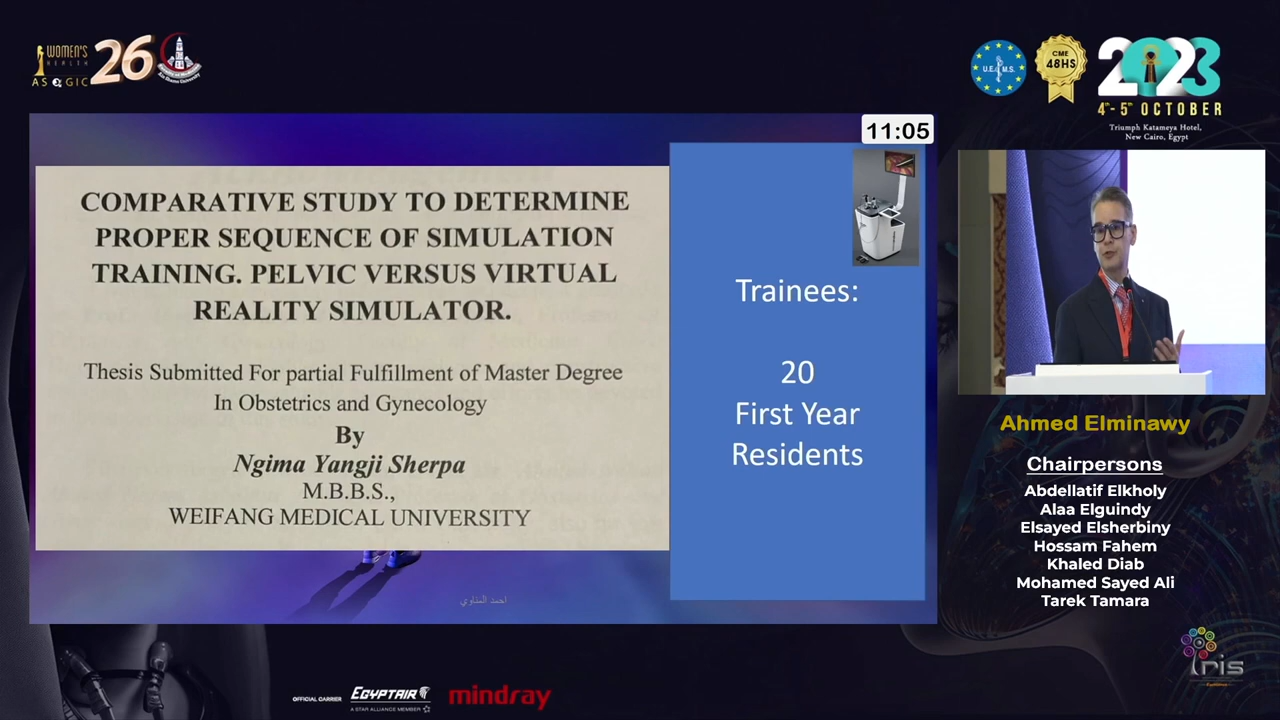 WOMEN'S
HEALTH
ASOGIC
26
U.E.M.S.
CME
48HS
2023
4th- 5th OCTOBER
Triumph Katameya Hotel,
New Cairo, Egypt
11:05
COMPARATIVE STUDY TO DETERMINE
PROPER SEQUENCE OF SIMULATION
TRAINING. PELVIC VERSUS VIRTUAL
REALITY SIMULATOR.
Thesis Submitted For partial Fulfillment of Master Degree
In Obstetrics and Gynecology
By
Ngima Yangji Sherpa
M.B.B.S.,
WEIFANG MEDICAL UNIVERSITY
احمد المناوي
Trainees:
20
First Year
Residents
Ahmed Elminawy
Chairpersons
Abdellatif Elkholy
Alaa Elguindy
Elsayed Elsherbiny
Hossam Fahem
Khaled Diab
Mohamed Sayed Ali
Tarek Tamara
iris
OFFICIAL CARRIER
EGYPTAIR
A STAR ALLIANCE MEMBER
mindray